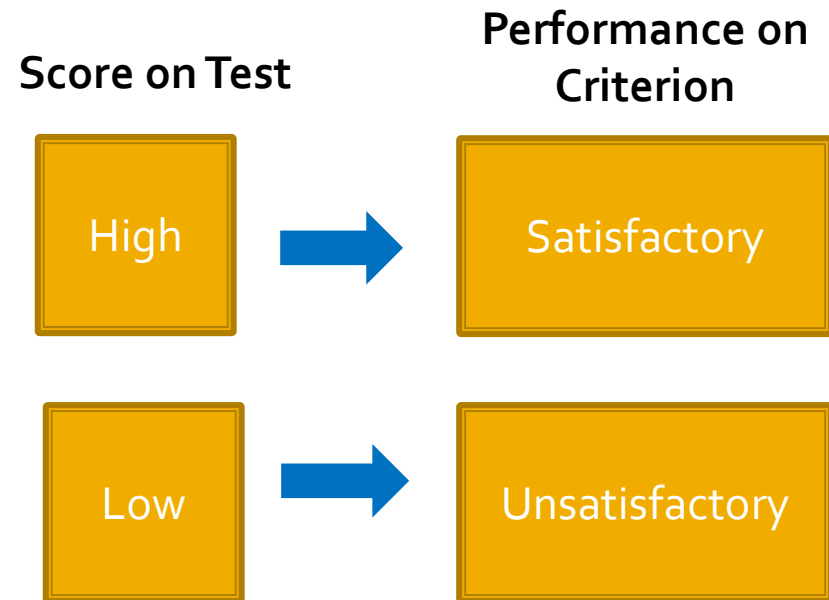 Score on Test
Performance on
Criterion
High
Satisfactory
Low
Unsatisfactory